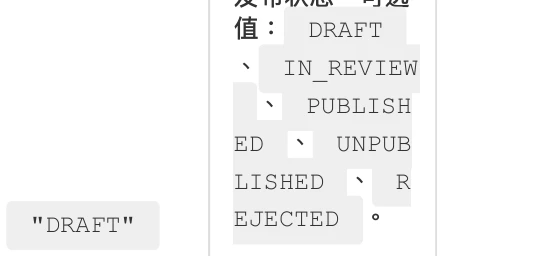 值： DRAFT
、 IN_REVIEW
、 PUBLISH
ED 、 UNPUB
LISHED 、 R
EJECTED 。
"DRAFT"